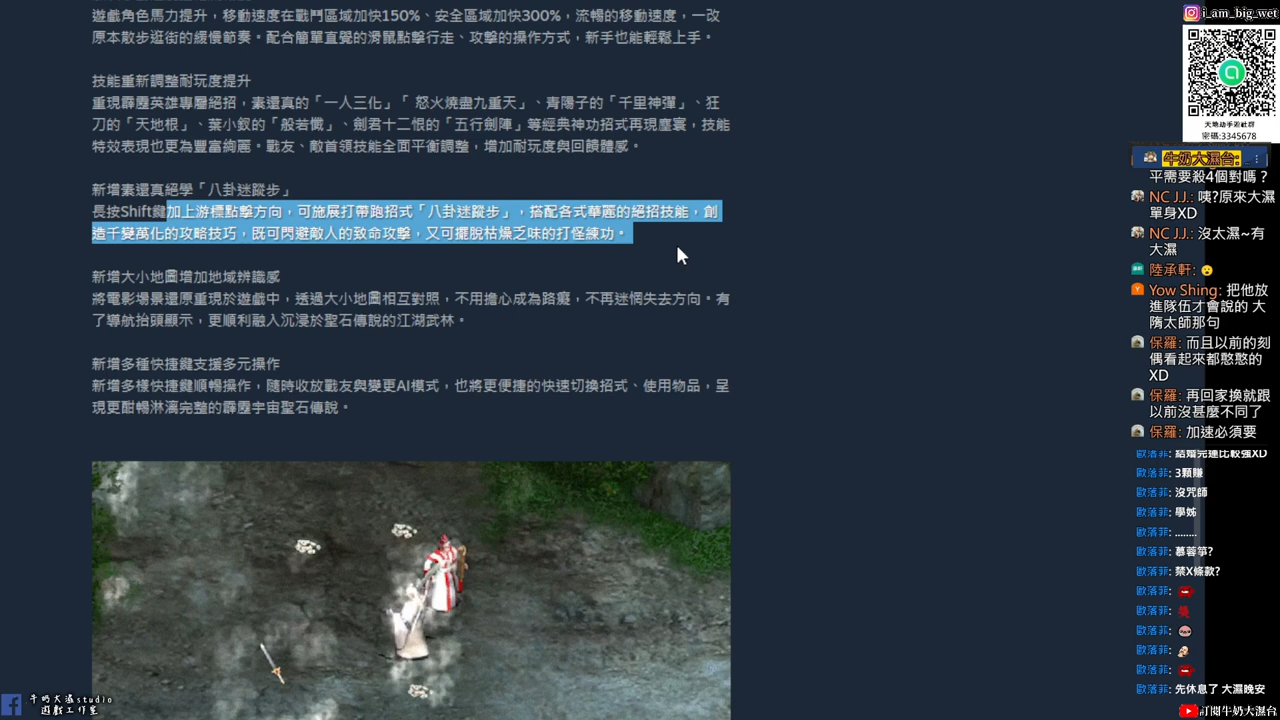 遊戲角色馬力提升，移動速度在戰鬥區域加快150%、安全區域加快300%，流暢的移動速度，一改
原本散步逛街的緩慢節奏。配合簡單直覺的滑鼠點擊行走、攻擊的操作方式，新手也能輕鬆上手。
技能重新調整耐玩度提升
重現霹靂英雄專屬絕招，素還真的「一人三化」「 怒火燒盡九重天」、青陽子的「千里神彈」、狂
刀的「天地根」、葉小釵的「般若懺」、劍君十二恨的「五行劍陣」等經典神功招式再現塵寰，技能
特效表現也更為豐富絢麗。戰友、敵首領技能全面平衡調整，增加耐玩度與回饋體感。
新增素還真絕學「八卦迷蹤步」
長按Shift鍵加上游標點擊方向，可施展打帶跑招式「八卦迷蹤步」，搭配各式華麗的絕招技能，創
造千變萬化的攻略技巧，既可閃避敵人的致命攻擊，又可擺脫枯燥乏味的打怪練功。
新增大小地圖增加地域辨識感
將電影場景還原重現於遊戲中，透過大小地圖相互對照，不用擔心成為路癡，不再迷惘失去方向。有
了導航抬頭顯示，更順利融入沉浸於聖石傳說的江湖武林。
新增多種快捷鍵支援多元操作
新增多樣快捷鍵順暢操作，隨時收放戰友與變更AI模式，也將更便捷的快速切換招式、使用物品，呈
現更酣暢淋漓完整的霹靂宇宙聖石傳說。
i_am_big_wet
天地劫手遊社群
密碼:3345678
牛奶大濕台:
平需要殺4個對嗎？
NC J.J.: 咦?原來大濕
單身XD
NC J.J.: 沒太濕~有
大濕
陸承軒: 😮
Yow Shing: 把他放
進隊伍才會說的 大
隋太師那句
保羅: 而且以前的刻
偶看起來都憨憨的
XD
保羅: 再回家換就跟
以前沒甚麼不同了
保羅: 加速必須要
歐落菲: 結婚完連比較強XD
歐落菲: 3顆賺
歐落菲: 沒咒師
歐落菲: 學姊
歐落菲: ........
歐落菲: 慕蓉箏?
歐落菲: 禁X條款?
歐落菲:
歐落菲:
歐落菲:
歐落菲:
歐落菲:
歐落菲: 先休息了 大濕晚安
訂閱牛奶大濕台
牛奶大濕studio
遊戲工作室